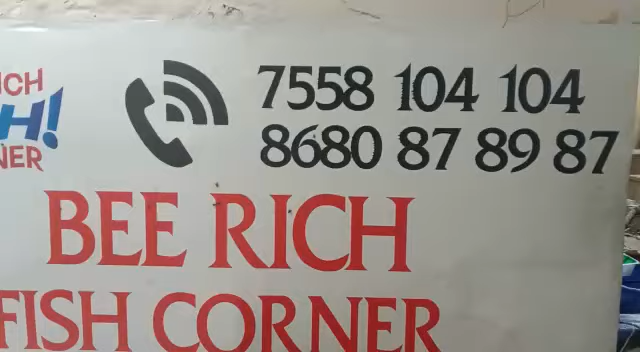 7558 104 104
8680 87 89 87
BEE RICH
FISH CORNER